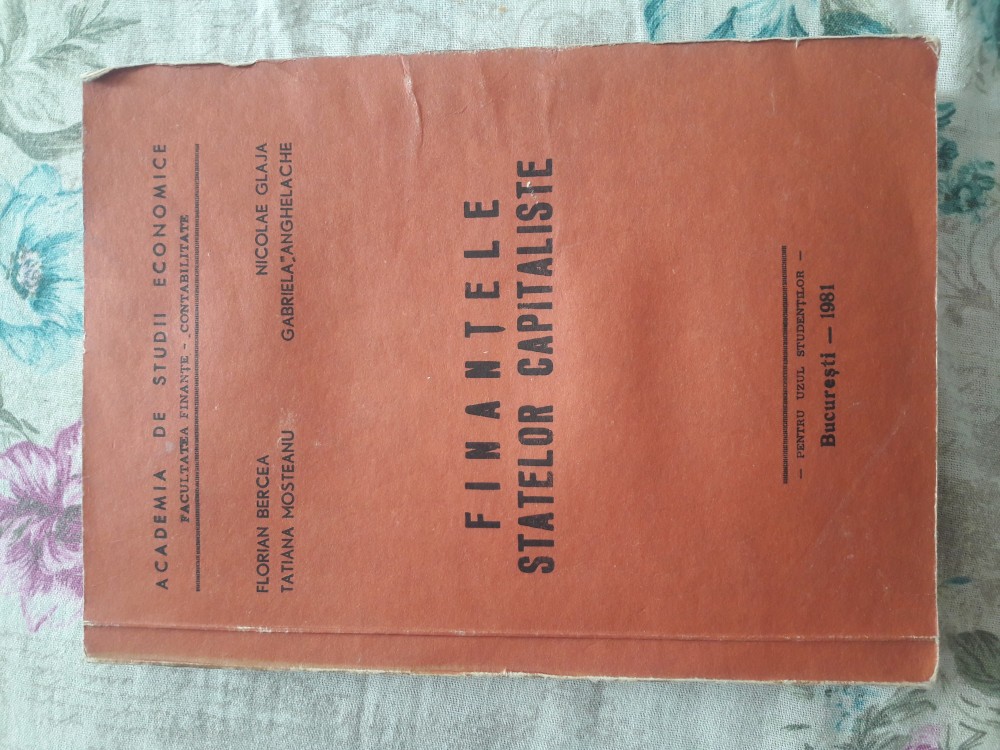 ACADEMIA DE STUDII ECONOMICE
FACULTATEA FINANȚE - CONTABILITATE
FLORIAN BERCEA NICOLAE GLAJA
TATIANA MOSTEANU GABRIELA ANGHELACHE
FINANTELE
STATELOR CAPITALISTE
— PENTRU UZUL STUDENȚILOR —
București — 1981